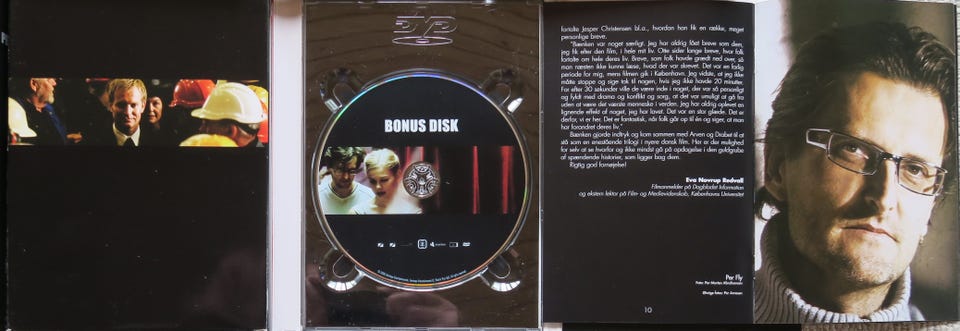 DVD
BONUS DISK
fortalte Jesper Christensen bl.a., hvordan han fik en række, meget
personlige breve.
"Bænken var noget særligt. Jeg har aldrig fået breve som dem,
jeg fik efter den film, i hele mit liv. Otte sider lange breve, hvor folk
fortalte om hele deres liv. Breve, som folk havde grædt ned over, så
man næsten ikke kunne læse, hvad der var skrevet. Det var en farlig
periode for mig, mens filmen gik i København. Jeg vidste, at jeg ikke
måtte stoppe og sige tak til nogen, hvis jeg ikke havde 20 minutter.
For efter 30 sekunder ville de være inde i noget, der var så personligt
og fyldt med drama og konflikt og sorg, at det var umuligt at gå fra
uden at være det værste menneske i verden. Jeg har aldrig oplevet en
lignende effekt af noget, jeg har lavet. Det var en stor glæde. Det er
derfor, vi er her. Det er fantastisk, når folk går op til én og siger, at man
har forandret deres liv."
Bænken gjorde indtryk og kom sammen med Arven og Drabet til at
stå som en enestående trilogi i nyere dansk film. Her er der mulighed
for selv at se hvorfor og ikke mindst gå på opdagelse i den guldgrube
af spændende historier, som ligger bag dem.
Rigtig god fornøjelse!
Eva Novrup Redvall
Filmanmelder på Dagbladet Information
og ekstern lektor på Film- og Medievidenskab, Københavns Universitet
Per Fly
10